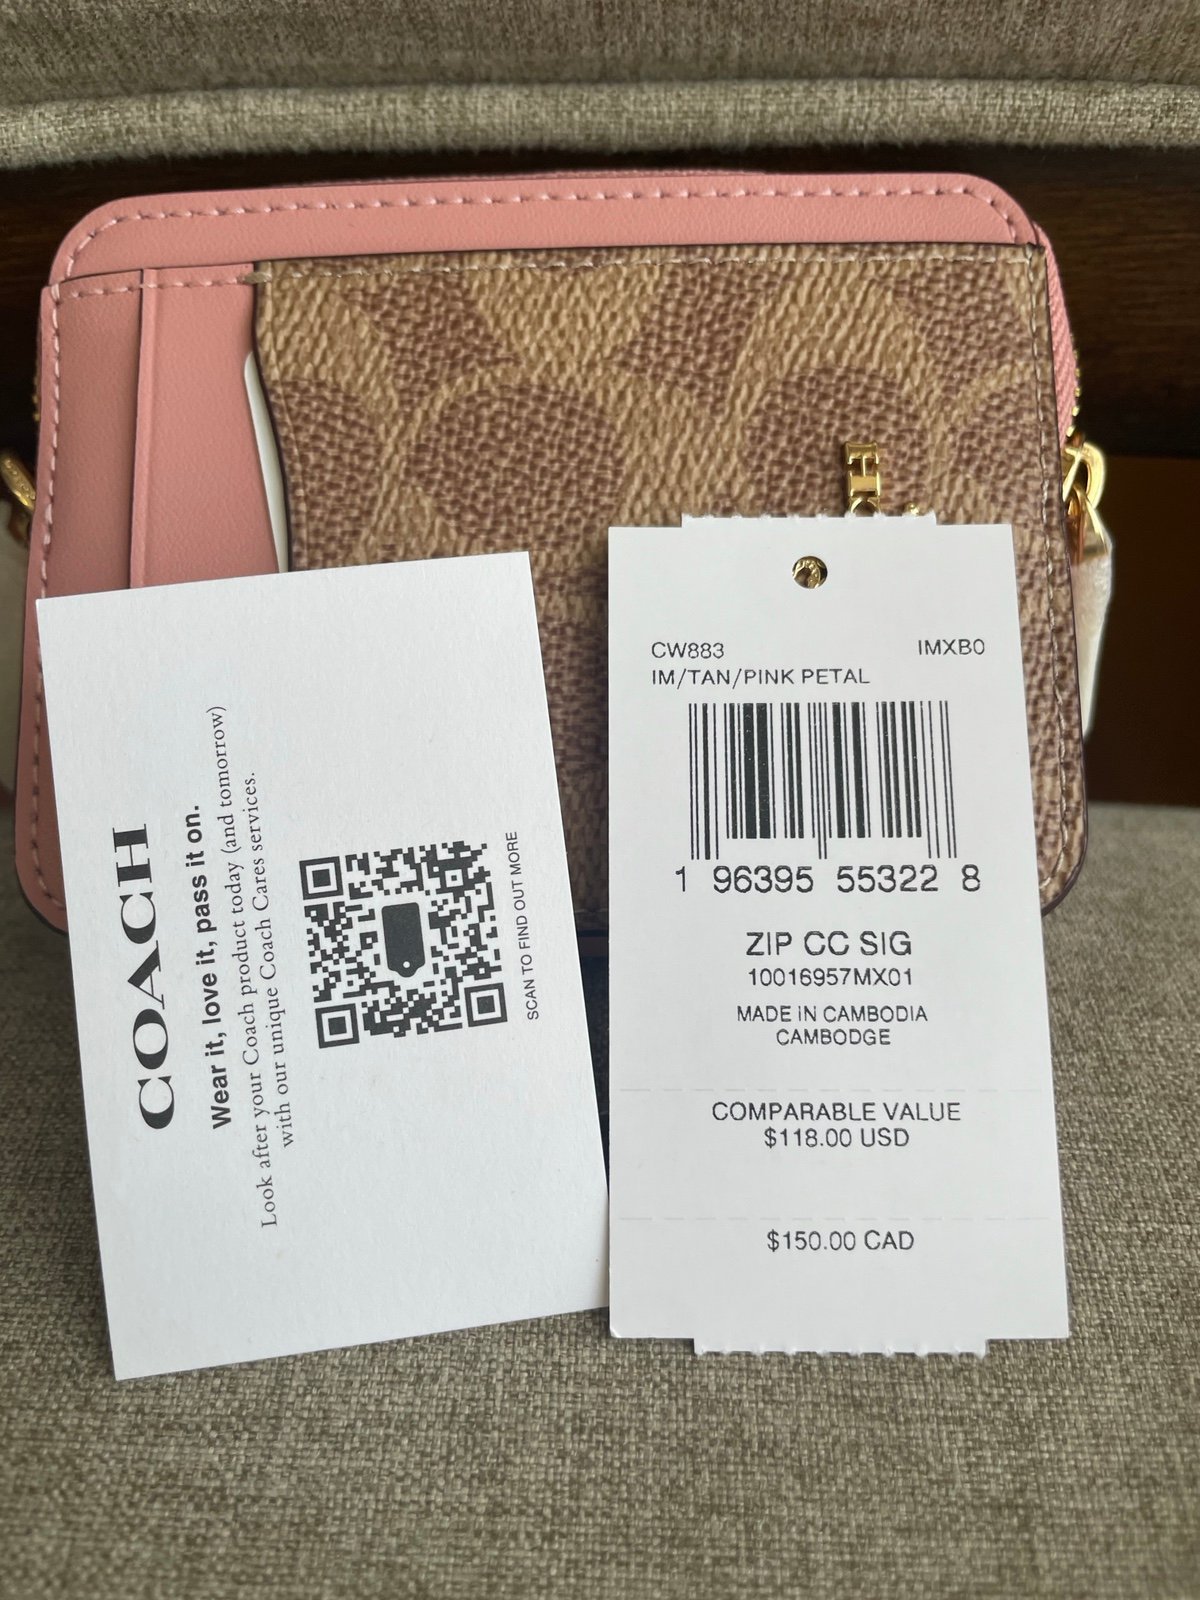 COACH
Wear it, love it, pass it on.
Look after your Coach product today (and tomorrow)
with our unique Coach Cares services.
SCAN TO FIND OUT MORE
CW883 IMXB0
IM/TAN/PINK PETAL
1 96395 55322 8
ZIP CC SIG
10016957MX01
MADE IN CAMBODIA
CAMBODGE
COMPARABLE VALUE
$118.00 USD
$150.00 CAD